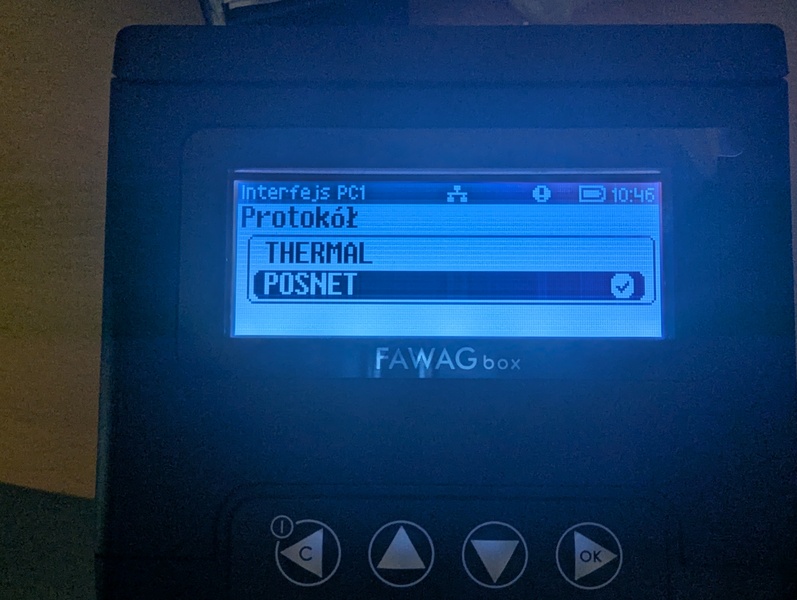 Interfejs PC1 10:46
Protokół
THERMAL
POSNET
FAWAG box
C
OK